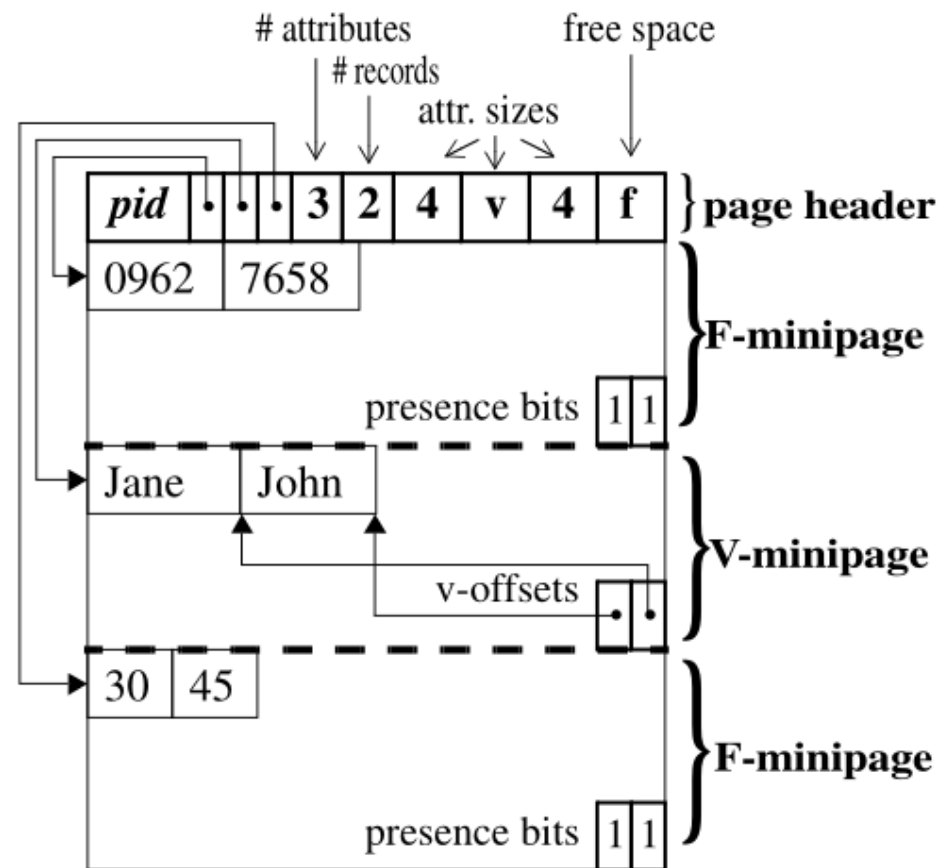 # attributes
free space
# records
attr. sizes
pid 3 2 4 v 4 f
page header
0962 7658
F-minipage
presence bits 1 1
Jane John
V-minipage
v-offsets
30 45
F-minipage
presence bits 1 1